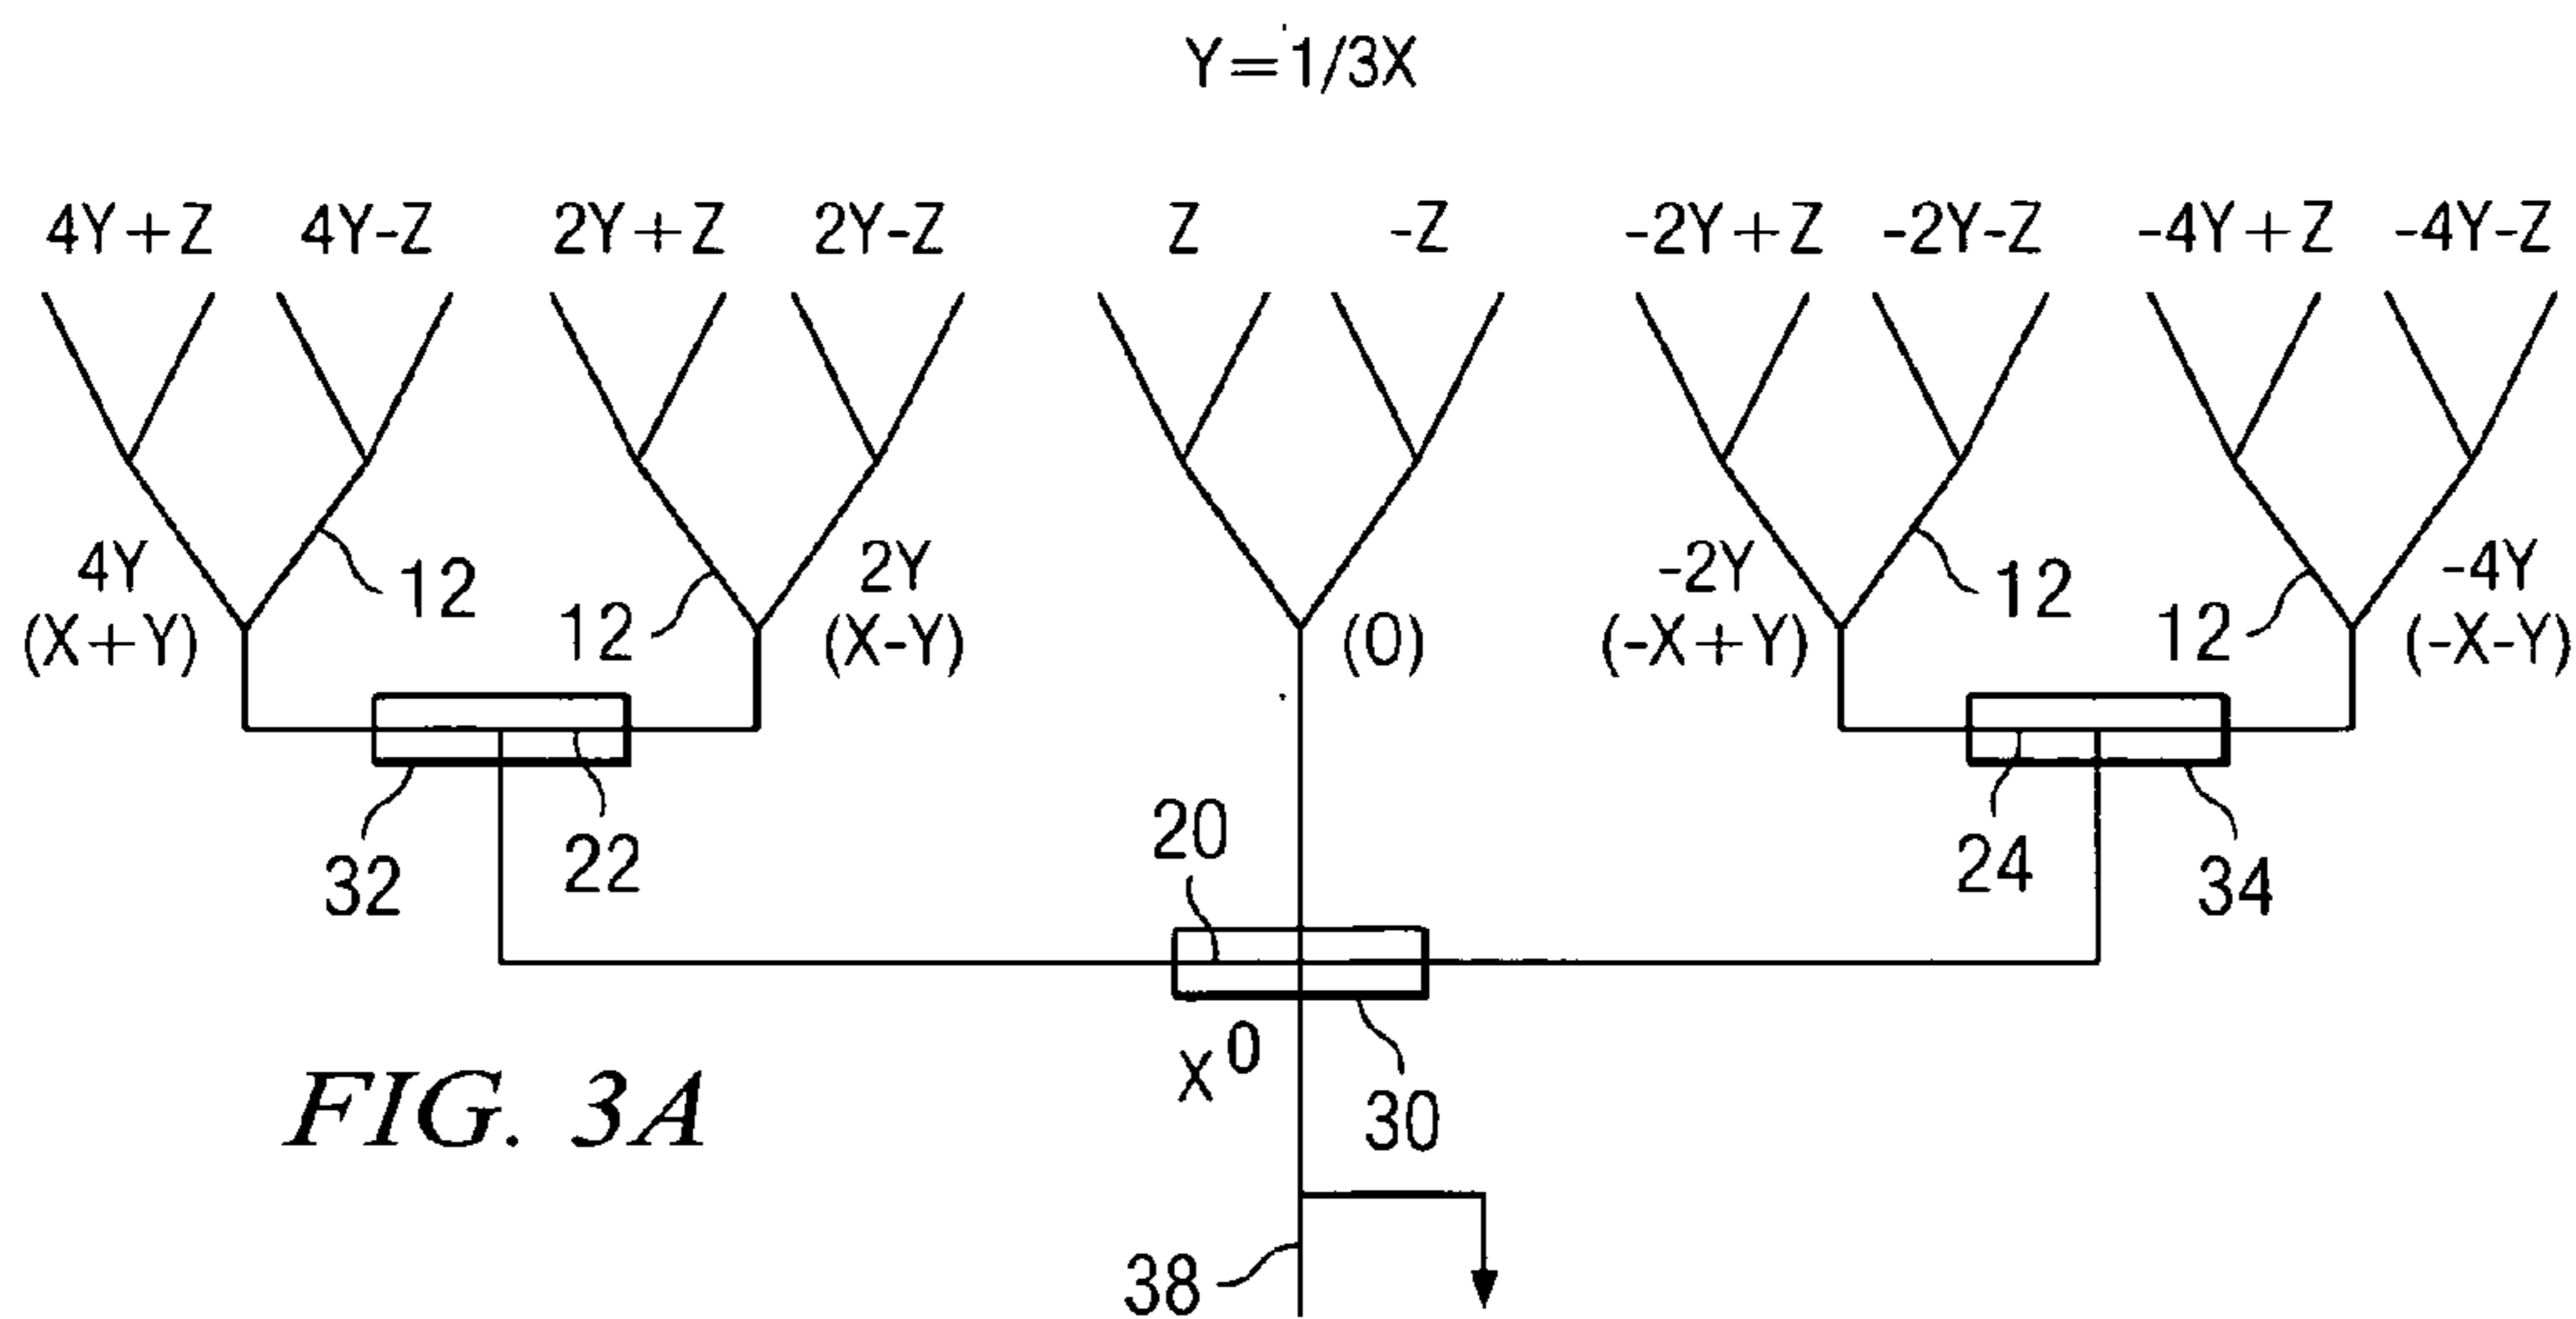 Y=1/3X
4Y+Z 4Y-Z 2Y+Z 2Y-Z Z -Z -2Y+Z -2Y-Z -4Y+Z -4Y-Z
4Y 12 2Y -2Y 12 -4Y
(X+Y) 12 (X-Y) (0) (-X+Y) 12 (-X-Y)
32 22 20 24 34
X⁰
30
FIG. 3A
38